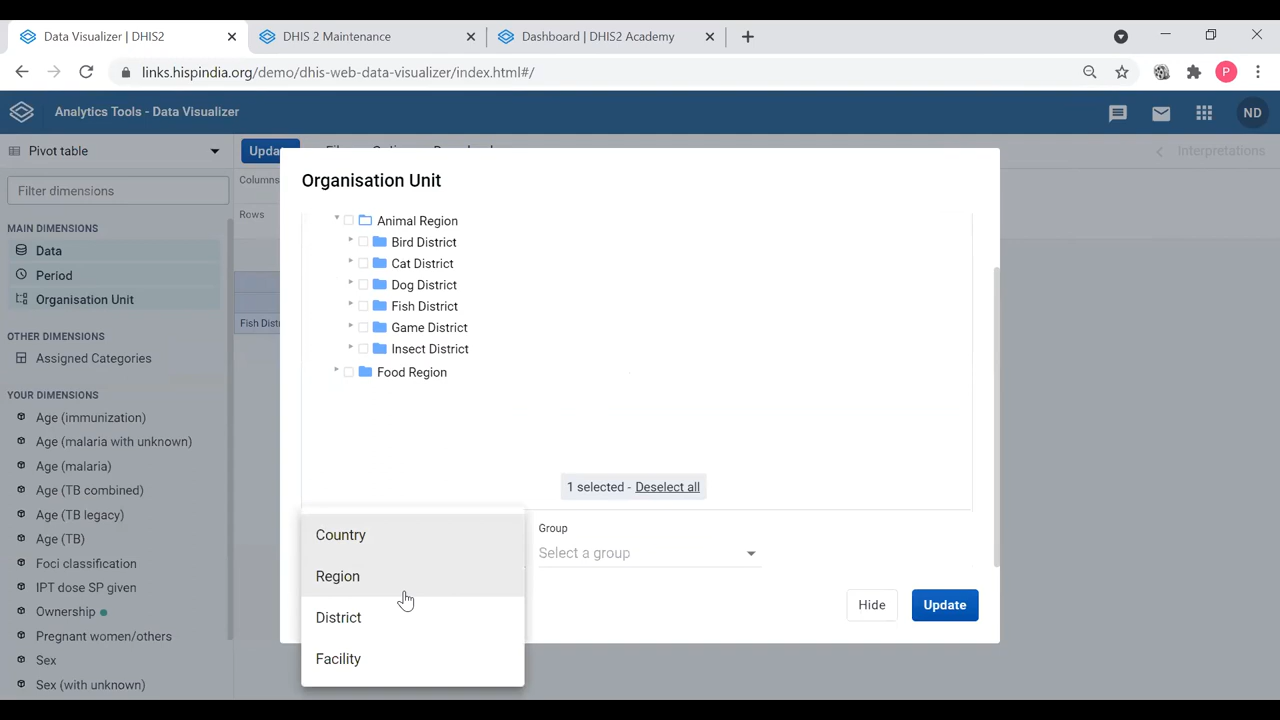 Data Visualizer | DHIS2
DHIS 2 Maintenance
Dashboard | DHIS2 Academy
links.hispindia.org/demo/dhis-web-data-visualizer/index.html#/
P
Analytics Tools - Data Visualizer
ND
Pivot table
Interpretations
Filter dimensions
Columns
Rows
MAIN DIMENSIONS
Data
Period
Organisation Unit
OTHER DIMENSIONS
Assigned Categories
YOUR DIMENSIONS
Age (immunization)
Age (malaria with unknown)
Age (malaria)
Age (TB combined)
Age (TB legacy)
Age (TB)
Foci classification
IPT dose SP given
Ownership
Pregnant women/others
Sex
Sex (with unknown)
Organisation Unit
Animal Region
Bird District
Cat District
Dog District
Fish District
Game District
Insect District
Food Region
1 selected - Deselect all
Country
Region
District
Facility
Group
Select a group
Hide
Update